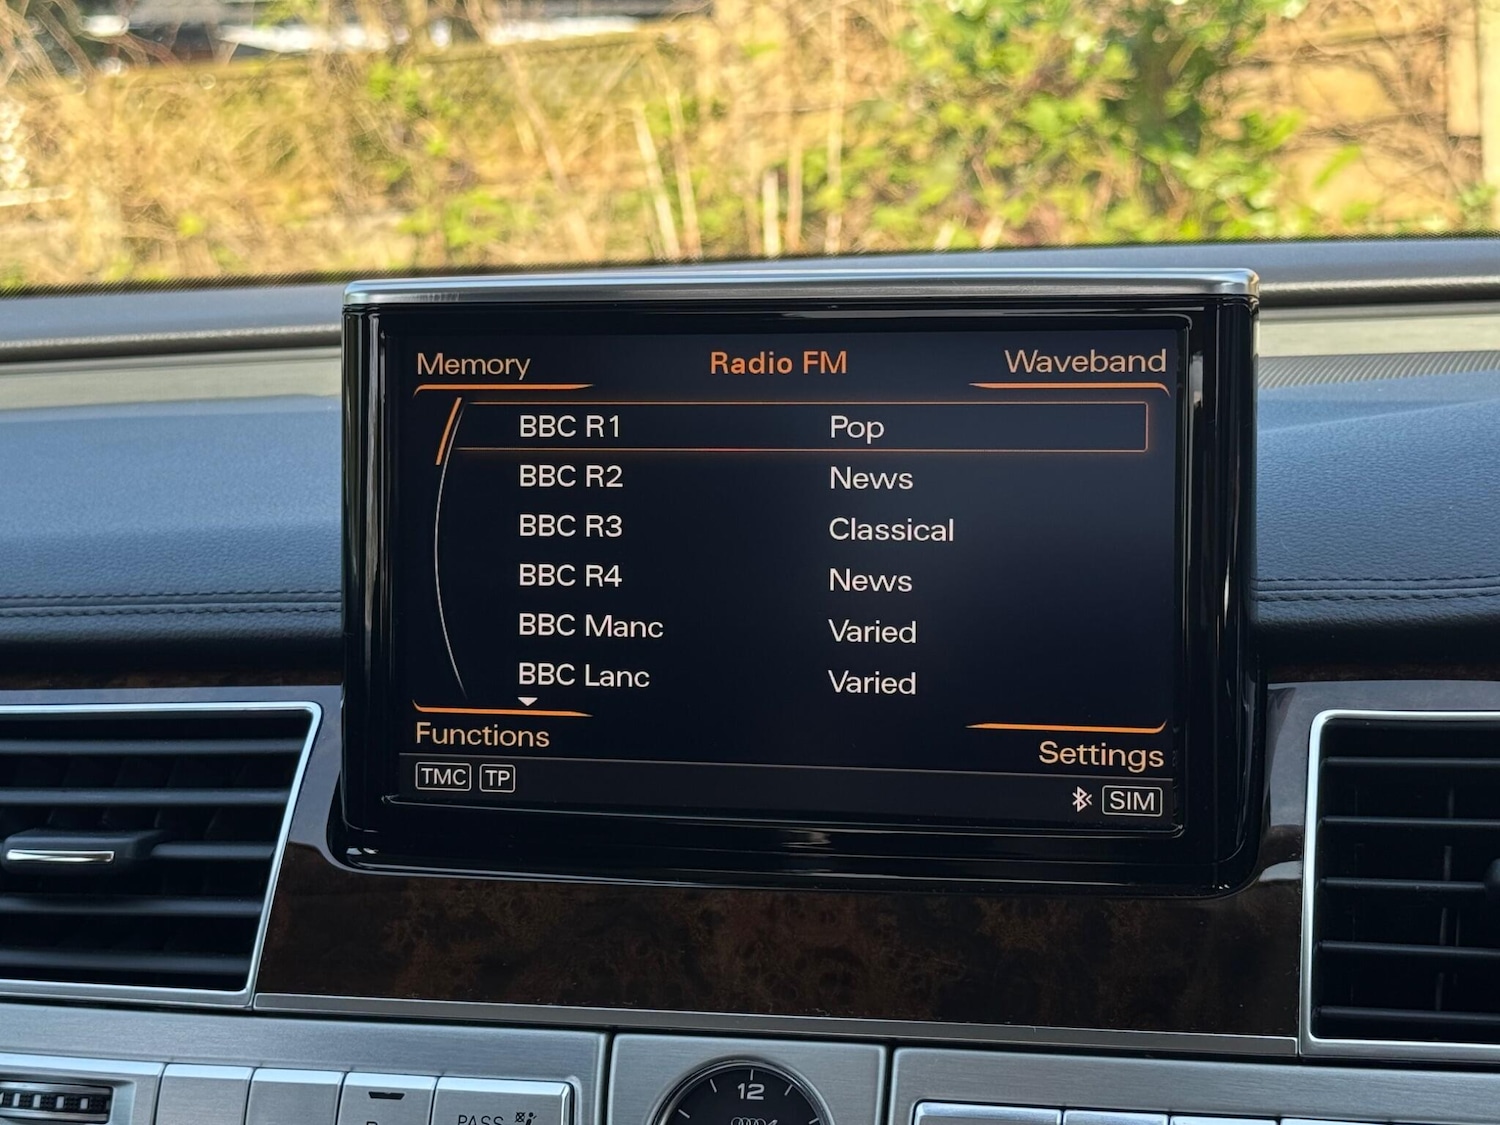 Memory Radio FM Waveband
BBC R1 Pop
BBC R2 News
BBC R3 Classical
BBC R4 News
BBC Manc Varied
BBC Lanc Varied
Functions Settings
TMC TP SIM
12
PASS